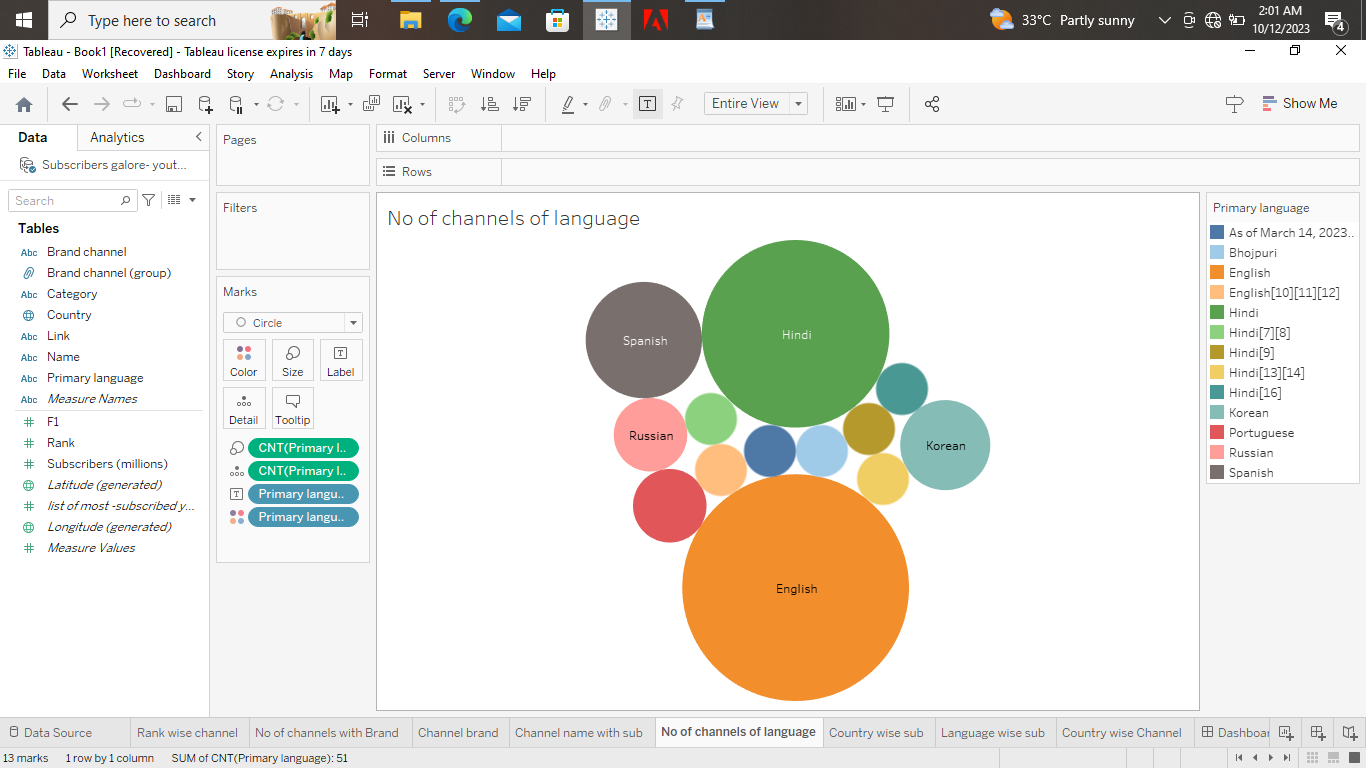 Type here to search
33°C Partly sunny
2:01 AM
10/12/2023
4
Tableau - Book1 [Recovered] - Tableau license expires in 7 days
File Data Worksheet Dashboard Story Analysis Map Format Server Window Help
Entire View
Show Me
Data Analytics
Pages
Columns
Subscribers galore- yout...
Rows
Search
Filters
Tables
Abc Brand channel
Brand channel (group)
Abc Category
Country
Abc Link
Abc Name
Abc Primary language
Abc Measure Names
F1
Rank
Subscribers (millions)
Latitude (generated)
list of most -subscribed y...
Longitude (generated)
Measure Values
Marks
Circle
Color Size Label
Detail Tooltip
CNT(Primary l..
CNT(Primary l..
Primary langu..
Primary langu..
No of channels of language
Hindi
Spanish
Russian
Korean
English
Primary language
As of March 14, 2023..
Bhojpuri
English
English[10][11][12]
Hindi
Hindi[7][8]
Hindi[9]
Hindi[13][14]
Hindi[16]
Korean
Portuguese
Russian
Spanish
Data Source Rank wise channel No of channels with Brand Channel brand Channel name with sub No of channels of language Country wise sub Language wise sub Country wise Channel Dashboar
13 marks 1 row by 1 column SUM of CNT(Primary language): 51